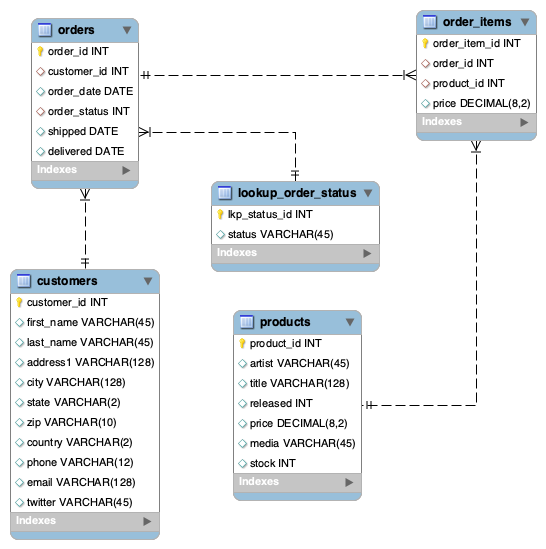 orders
order_id INT
customer_id INT
order_date DATE
order_status INT
shipped DATE
delivered DATE
Indexes
order_items
order_item_id INT
order_id INT
product_id INT
price DECIMAL(8,2)
Indexes
lookup_order_status
lkp_status_id INT
status VARCHAR(45)
Indexes
customers
customer_id INT
first_name VARCHAR(45)
last_name VARCHAR(45)
address1 VARCHAR(128)
city VARCHAR(128)
state VARCHAR(2)
zip VARCHAR(10)
country VARCHAR(2)
phone VARCHAR(12)
email VARCHAR(128)
twitter VARCHAR(45)
Indexes
products
product_id INT
artist VARCHAR(45)
title VARCHAR(128)
released INT
price DECIMAL(8,2)
media VARCHAR(45)
stock INT
Indexes